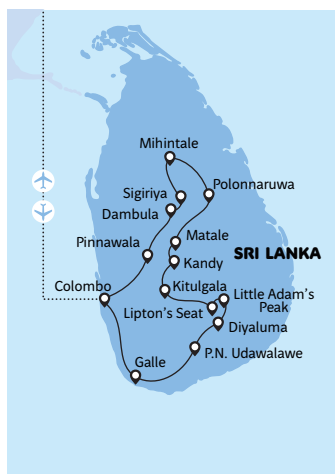 Mihintale
Polonnaruwa
Sigiriya
Dambula
Matale
Pinnawala
SRI LANKA
Kandy
Colombo
Kitulgala
Little Adam's
Peak
Lipton's Seat
Diyaluma
P.N. Udawalawe
Galle